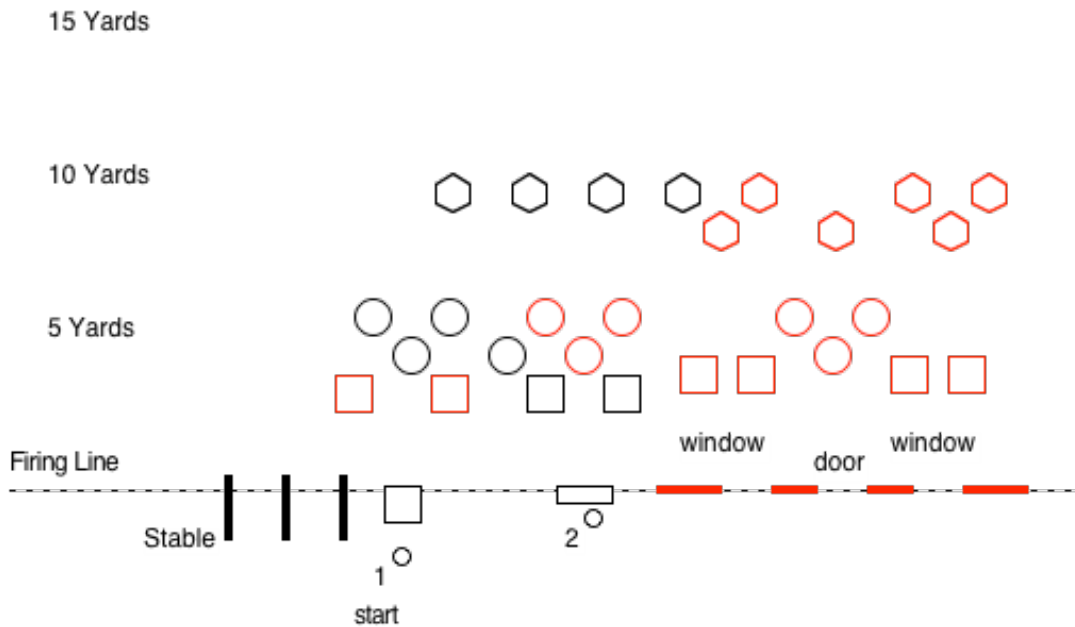 15 Yards
10 Yards
5 Yards
window
window
Firing Line
door
Stable
2
1
start